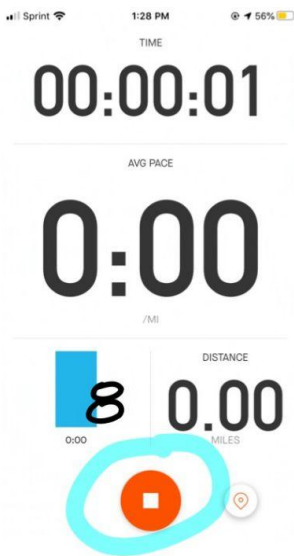 Sprint 1:28 PM 56%
TIME
00:00:01
AVG PACE
0:00
/MI
8
0:00
DISTANCE
0.00
MILES